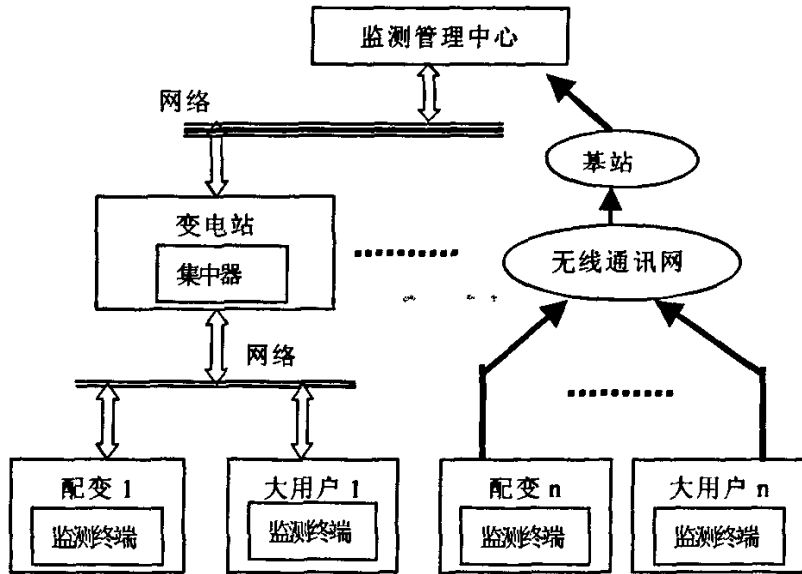 监测管理中心
网络
基站
变电站
集中器
无线通讯网
网络
配变 1
大用户 1
配变 n
大用户 n
监测终端
监测终端
监测终端
监测终端